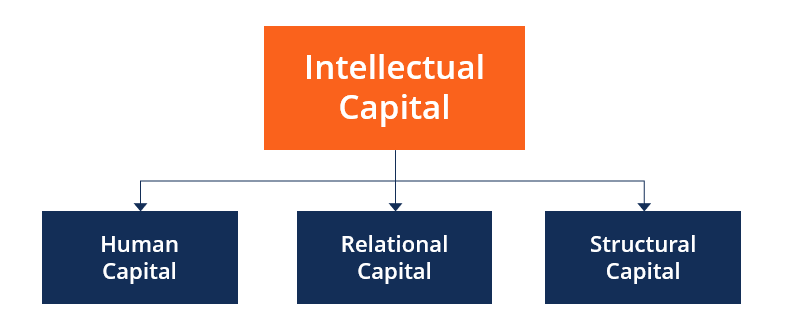 Intellectual
Capital
Human
Capital
Relational
Capital
Structural
Capital